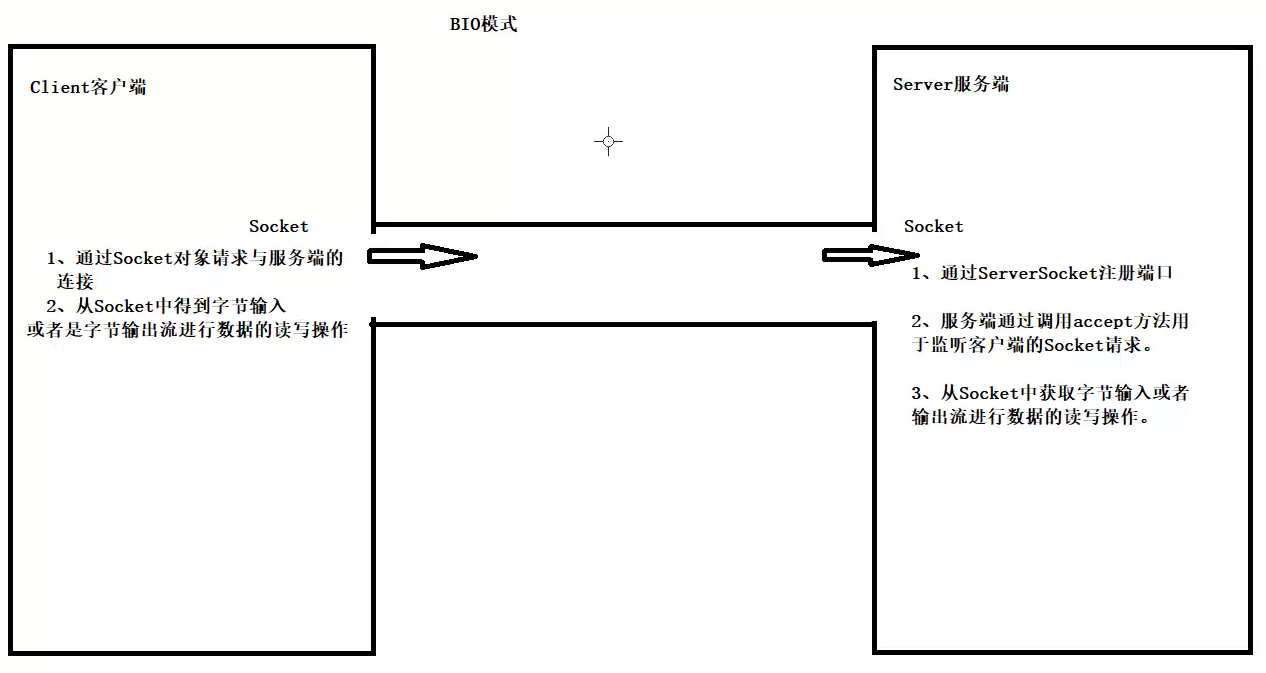 BIO模式
Client客户端
Socket
1、通过Socket对象请求与服务端的
连接
2、从Socket中得到字节输入
或者是字节输出流进行数据的读写操作
Server服务端
Socket
1、通过ServerSocket注册端口
2、服务端通过调用accept方法用
于监听客户端的Socket请求。
3、从Socket中获取字节输入或者
输出流进行数据的读写操作。